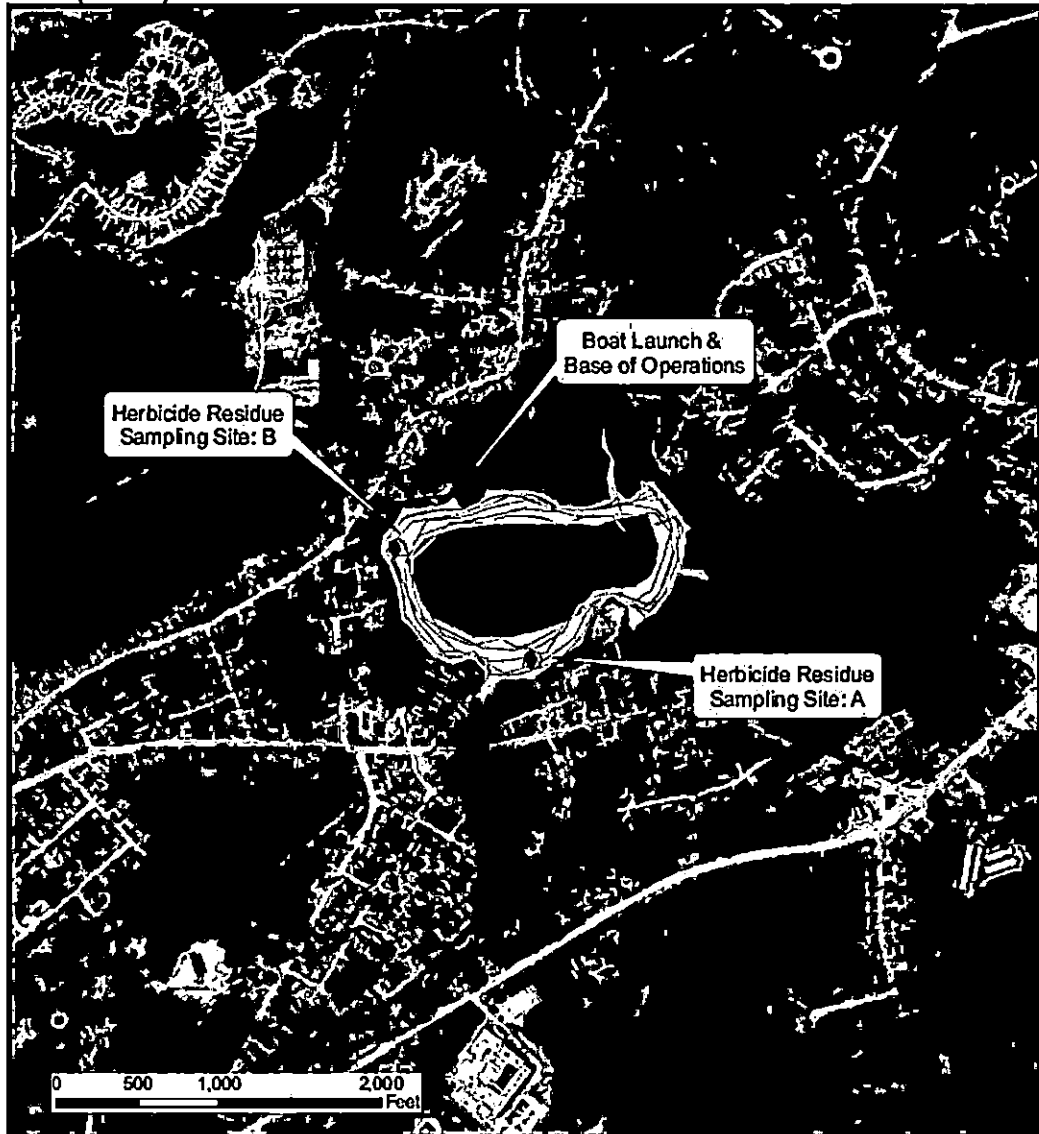 Boat Launch &
Base of Operations
Herbicide Residue
Sampling Site: B
Herbicide Residue
Sampling Site: A
0 500 1,000 2,000
Feet